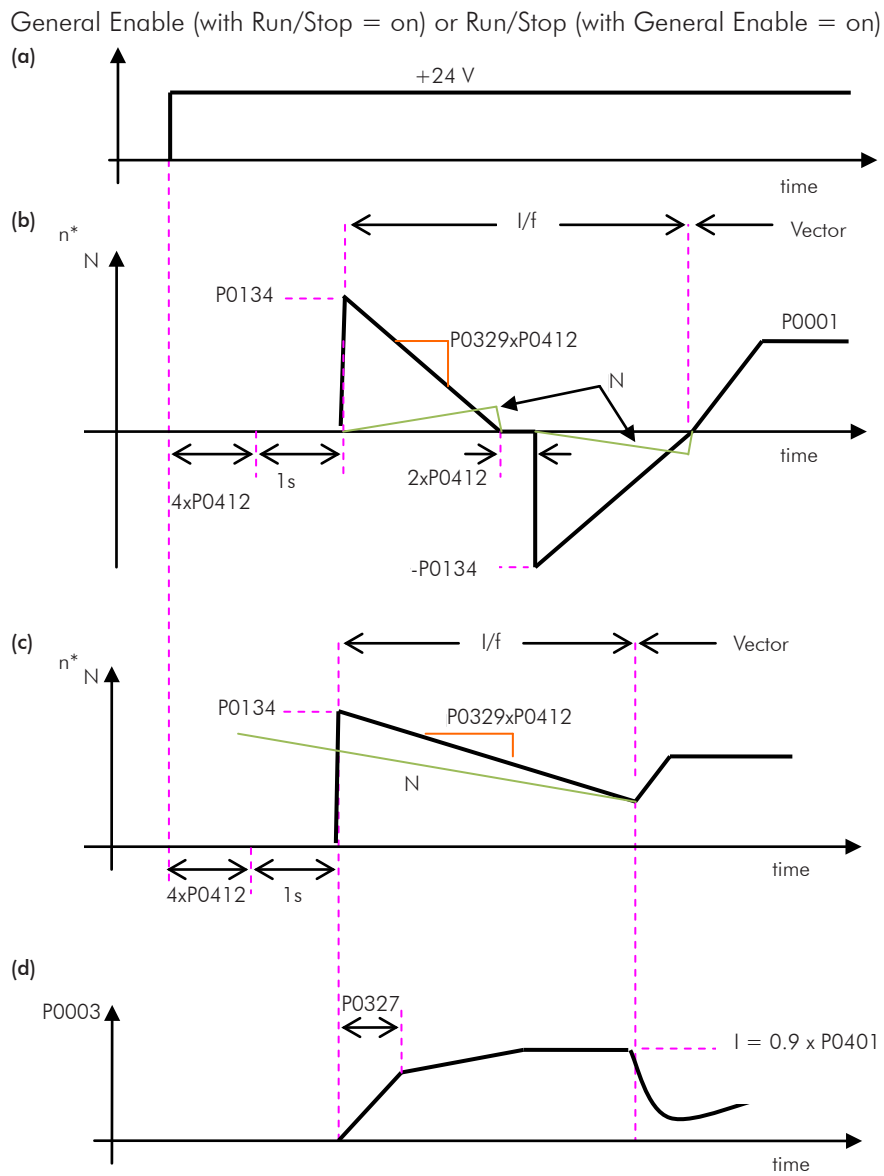 General Enable (with Run/Stop = on) or Run/Stop (with General Enable = on)
(a)
+24 V
time
(b)
n*
N
I/f
Vector
P0134
P0329xP0412
N
P0001
time
4xP0412
1s
2xP0412
-P0134
(c)
n*
N
I/f
Vector
P0134
P0329xP0412
N
time
4xP0412
1s
(d)
P0003
P0327
I = 0.9 x P0401
time